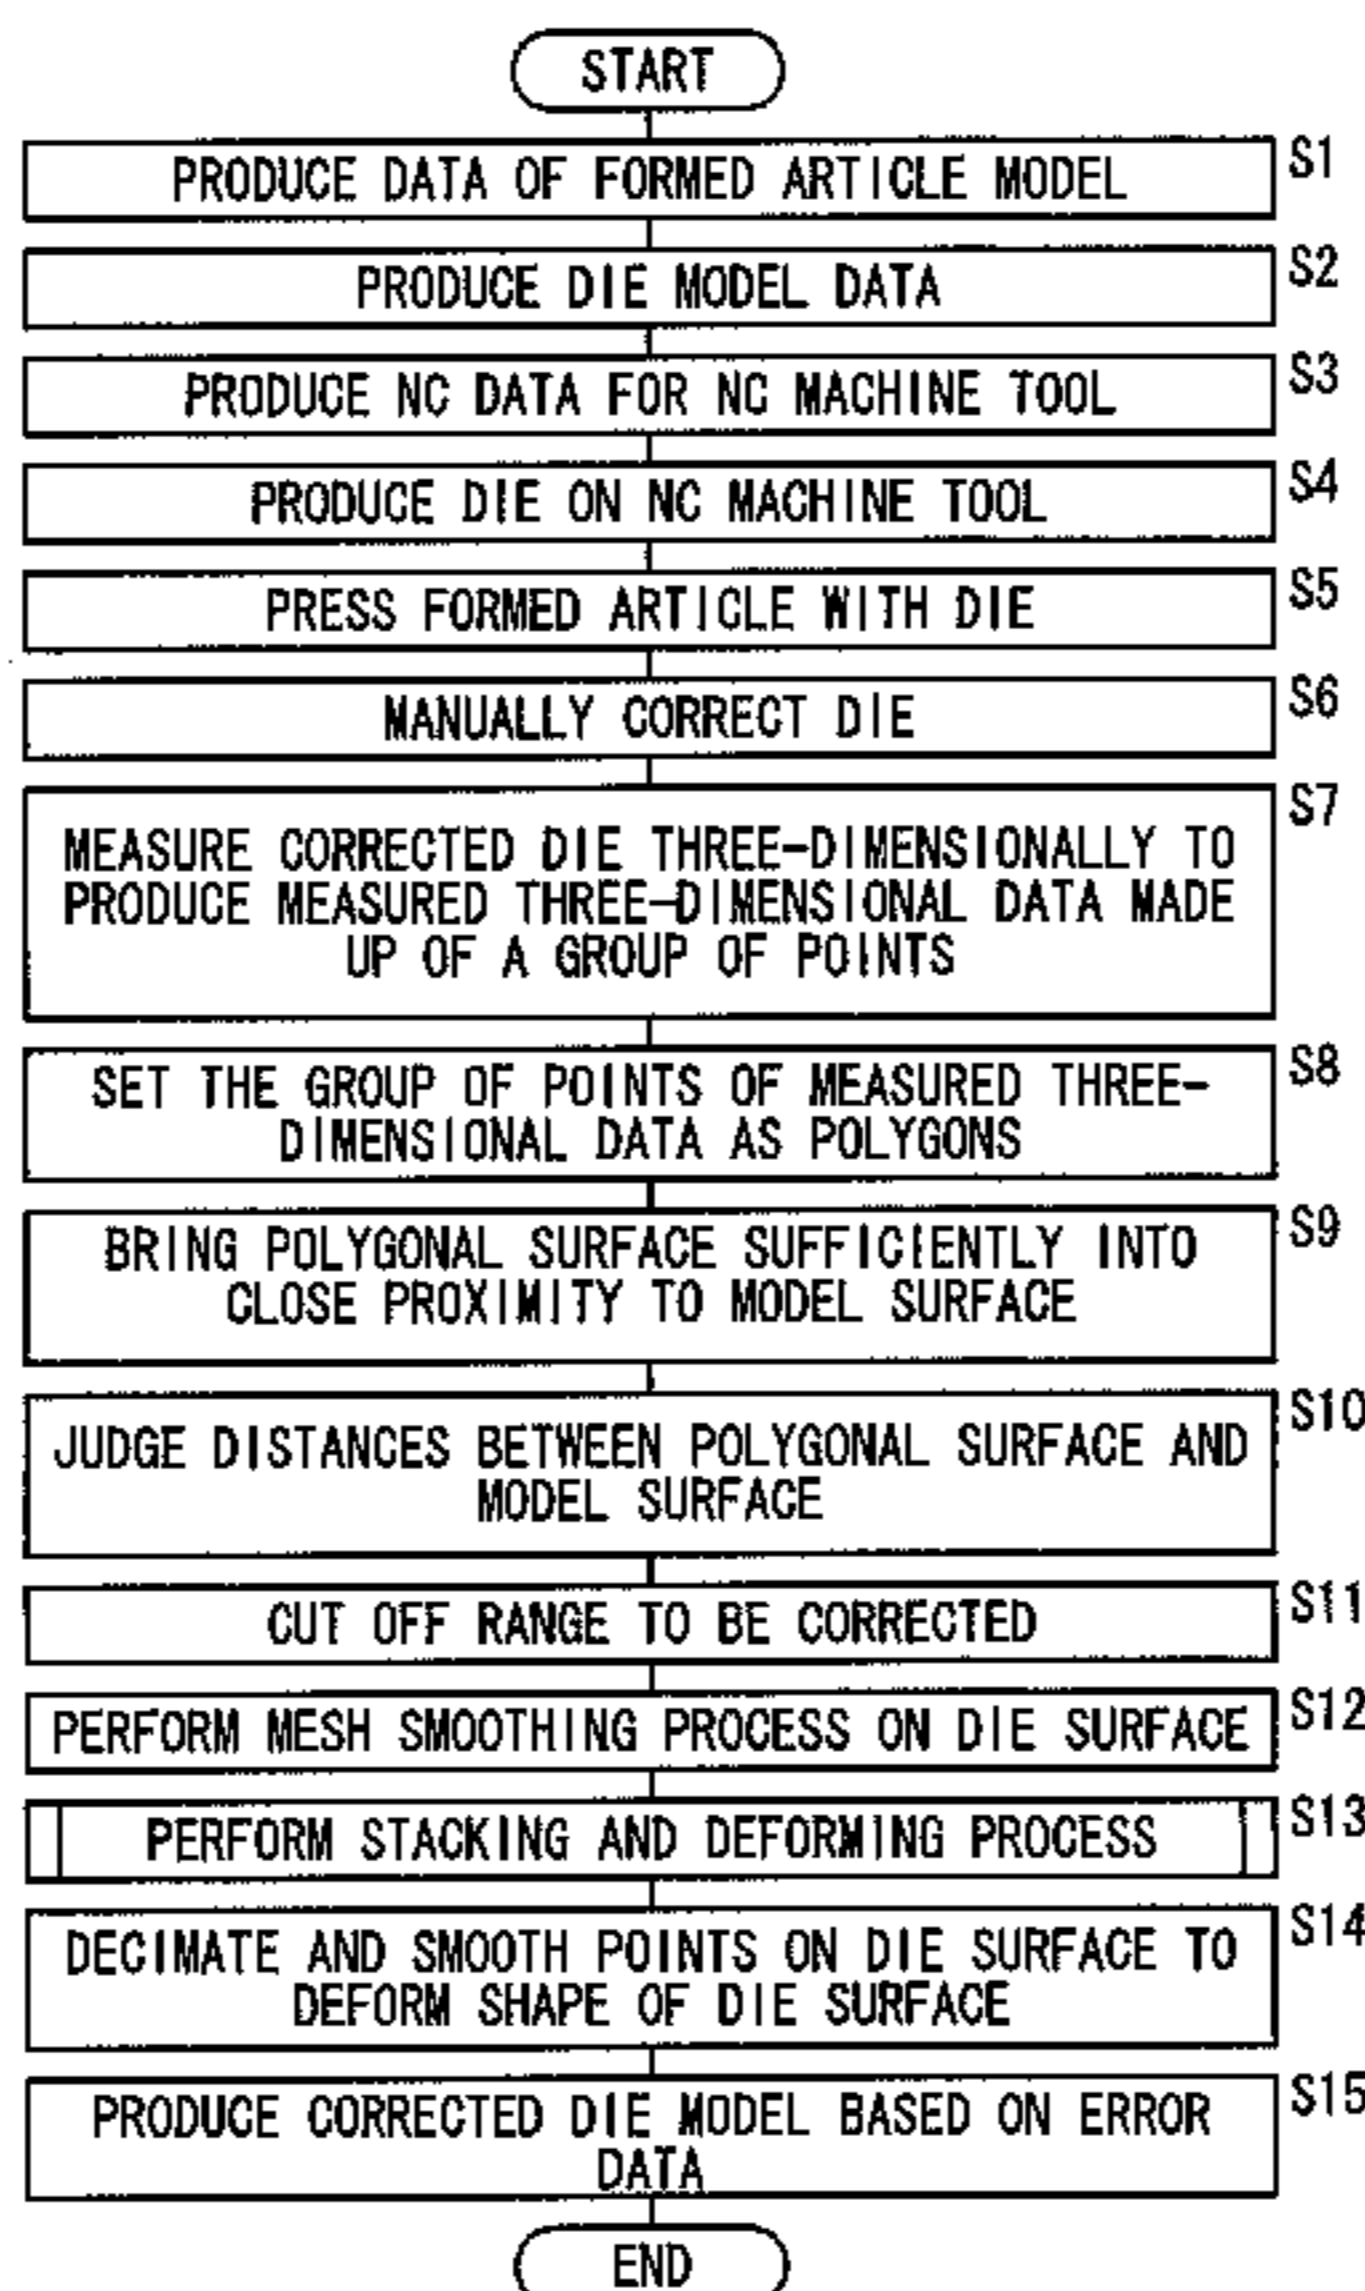 START
PRODUCE DATA OF FORMED ARTICLE MODEL
S1
PRODUCE DIE MODEL DATA
S2
PRODUCE NC DATA FOR NC MACHINE TOOL
S3
PRODUCE DIE ON NC MACHINE TOOL
S4
PRESS FORMED ARTICLE WITH DIE
S5
MANUALLY CORRECT DIE
S6
MEASURE CORRECTED DIE THREE-DIMENSIONALLY TO
PRODUCE MEASURED THREE-DIMENSIONAL DATA MADE
UP OF A GROUP OF POINTS
S7
SET THE GROUP OF POINTS OF MEASURED THREE-
DIMENSIONAL DATA AS POLYGONS
S8
BRING POLYGONAL SURFACE SUFFICIENTLY INTO
CLOSE PROXIMITY TO MODEL SURFACE
S9
JUDGE DISTANCES BETWEEN POLYGONAL SURFACE AND
MODEL SURFACE
S10
CUT OFF RANGE TO BE CORRECTED
S11
PERFORM MESH SMOOTHING PROCESS ON DIE SURFACE
S12
PERFORM STACKING AND DEFORMING PROCESS
S13
DECIMATE AND SMOOTH POINTS ON DIE SURFACE TO
DEFORM SHAPE OF DIE SURFACE
S14
PRODUCE CORRECTED DIE MODEL BASED ON ERROR
DATA
S15
END